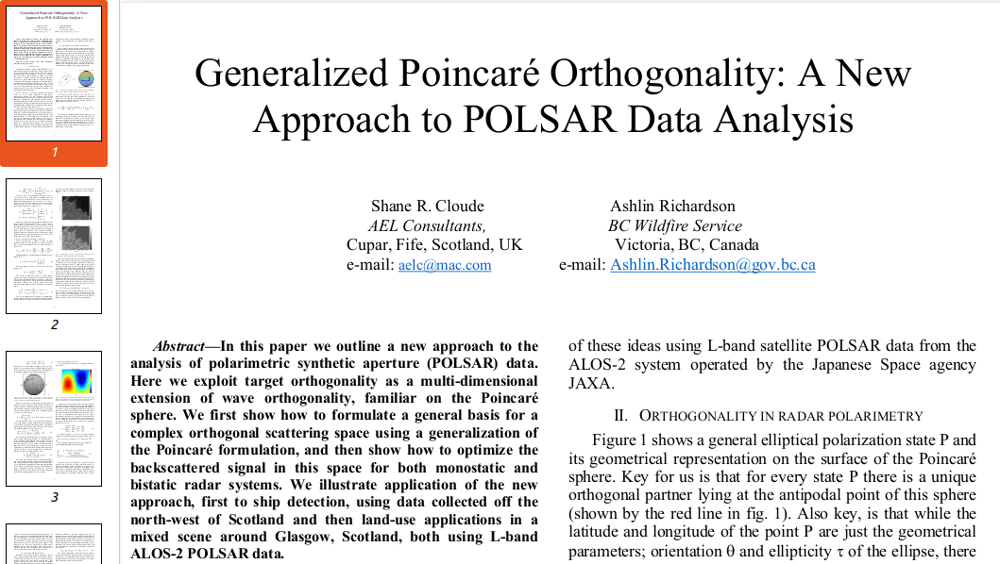 Generalized Poincaré Orthogonality: A New
Approach to POLSAR Data Analysis
Shane R. Cloude
AEL Consultants,
Cupar, Fife, Scotland, UK
e-mail: aelc@mac.com
Ashlin Richardson
BC Wildfire Service
Victoria, BC, Canada
e-mail: Ashlin.Richardson@gov.bc.ca
Abstract—In this paper we outline a new approach to the
analysis of polarimetric synthetic aperture (POLSAR) data.
Here we exploit target orthogonality as a multi-dimensional
extension of wave orthogonality, familiar on the Poincaré
sphere. We first show how to formulate a general basis for a
complex orthogonal scattering space using a generalization of
the Poincaré formulation, and then show how to optimize the
backscattered signal in this space for both monostatic and
bistatic radar systems. We illustrate application of the new
approach, first to ship detection, using data collected off the
north-west of Scotland and then land-use applications in a
mixed scene around Glasgow, Scotland, both using L-band
ALOS-2 POLSAR data.
of these ideas using L-band satellite POLSAR data from the
ALOS-2 system operated by the Japanese Space agency
JAXA.
II. ORTHOGONALITY IN RADAR POLARIMETRY
Figure 1 shows a general elliptical polarization state P and
its geometrical representation on the surface of the Poincaré
sphere. Key for us is that for every state P there is a unique
orthogonal partner lying at the antipodal point of this sphere
(shown by the red line in fig. 1). Also key, is that while the
latitude and longitude of the point P are just the geometrical
parameters; orientation θ and ellipticity τ of the ellipse, there
Generalized Poincaré Orthogonality: A New
Approach to POLSAR Data Analysis
1
2
3